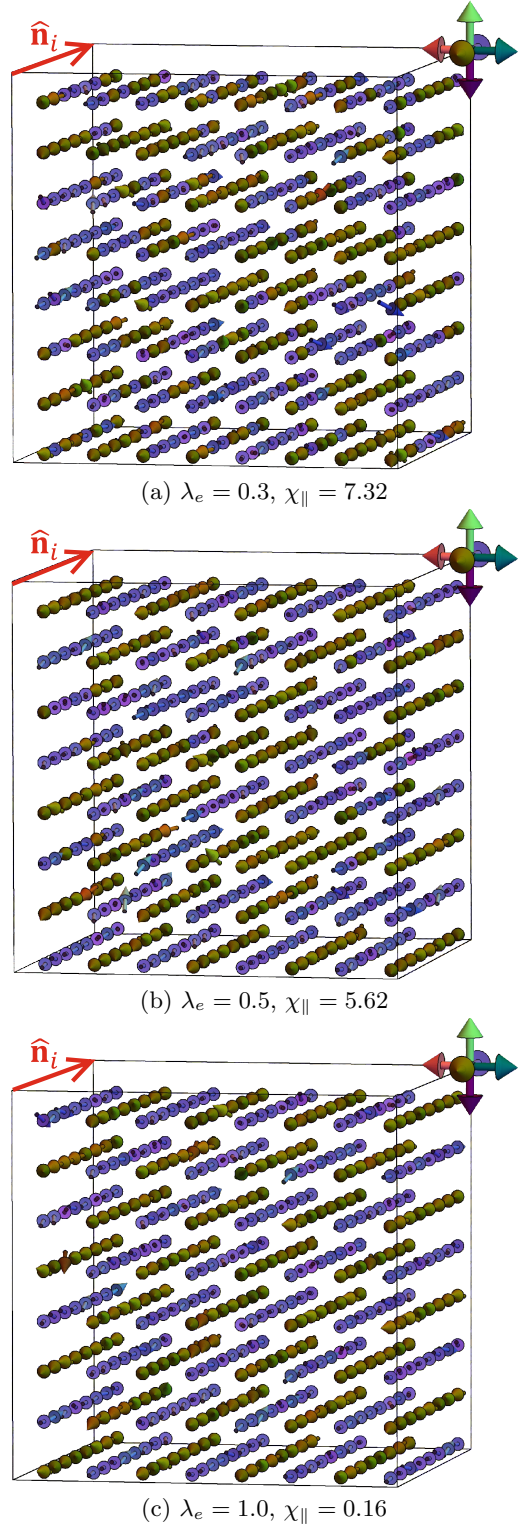 n̂ᵢ
(a) λₑ = 0.3, χ∥ = 7.32
n̂ᵢ
(b) λₑ = 0.5, χ∥ = 5.62
n̂ᵢ
(c) λₑ = 1.0, χ∥ = 0.16